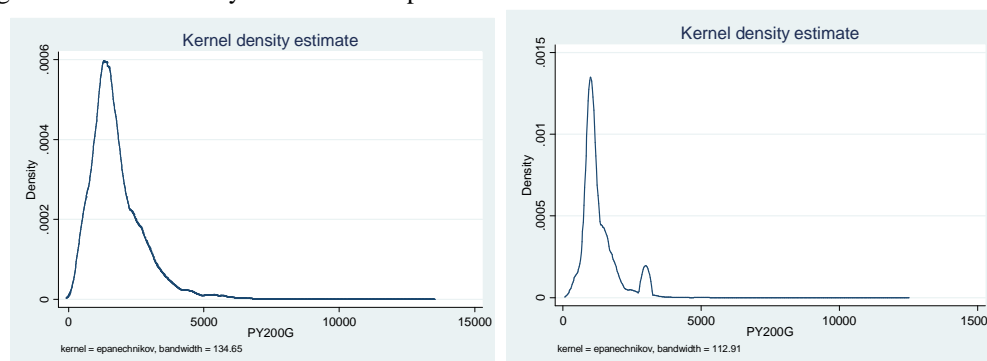 Kernel density estimate
.0006
.0004
.0002
0
Density
0 5000 10000 15000
PY200G
kernel = epanechnikov, bandwidth = 134.65
Kernel density estimate
.0015
.001
.0005
0
Density
0 5000 10000 1500
PY200G
kernel = epanechnikov, bandwidth = 112.91